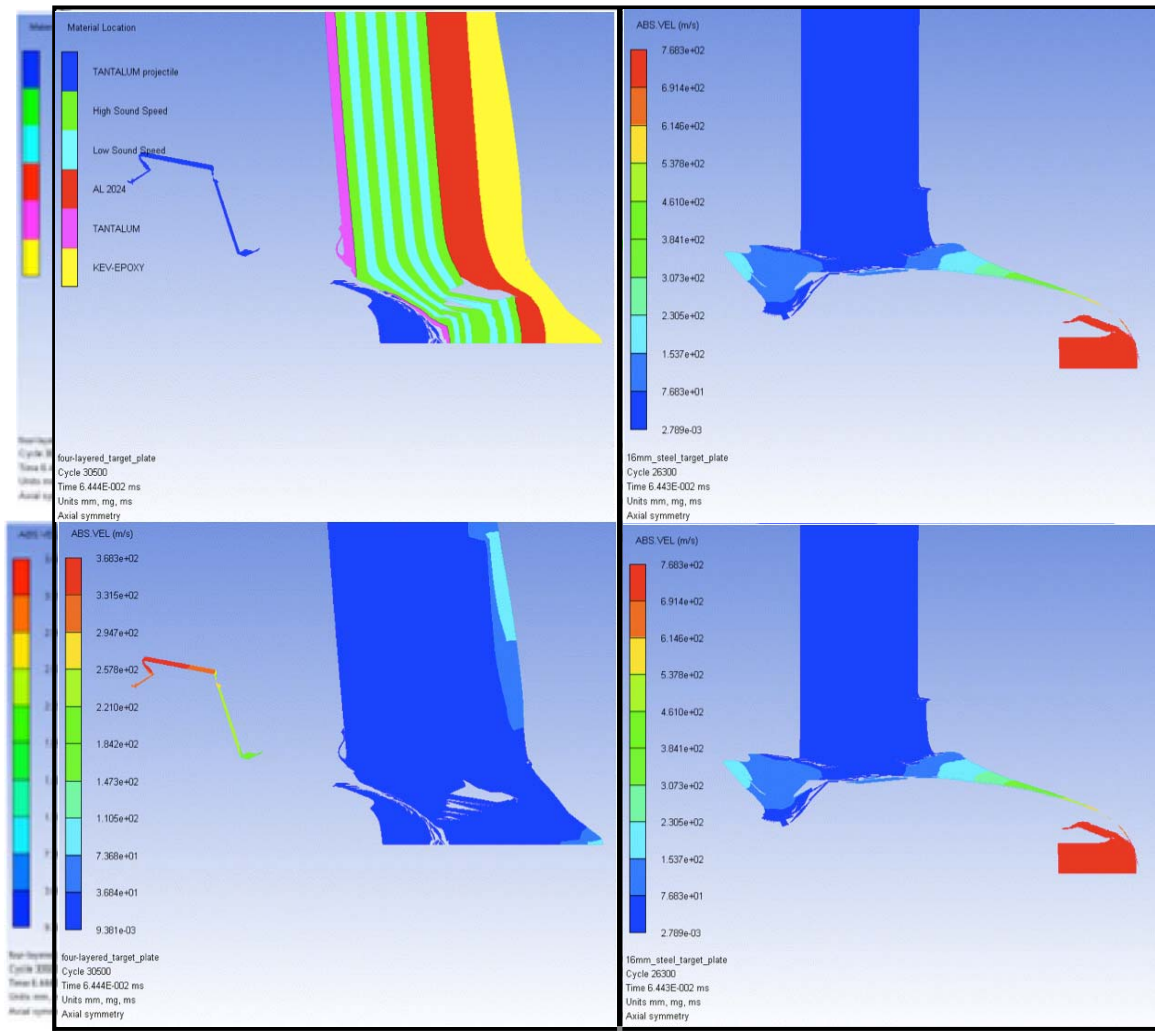 Material Location
TANTALUM projectile
High Sound Speed
Low Sound Speed
AL 2024
TANTALUM
KEV-EPOXY
four-layered_target_plate
Cycle 30500
Time 6.444E-002 ms
Units mm, mg, ms
Axial symmetry
ABS.VEL (m/s)
7.683e+02
6.914e+02
6.146e+02
5.378e+02
4.610e+02
3.841e+02
3.073e+02
2.305e+02
1.537e+02
7.683e+01
2.789e-03
16mm_steel_target_plate
Cycle 26300
Time 6.443E-002 ms
Units mm, mg, ms
Axial symmetry
ABS.VEL (m/s)
3.683e+02
3.315e+02
2.947e+02
2.578e+02
2.210e+02
1.842e+02
1.473e+02
1.105e+02
7.368e+01
3.684e+01
9.381e-03
four-layered_target_plate
Cycle 30500
Time 6.444E-002 ms
Units mm, mg, ms
Axial symmetry
ABS.VEL (m/s)
7.683e+02
6.914e+02
6.146e+02
5.378e+02
4.610e+02
3.841e+02
3.073e+02
2.305e+02
1.537e+02
7.683e+01
2.789e-03
16mm_steel_target_plate
Cycle 26300
Time 6.443E-002 ms
Units mm, mg, ms
Axial symmetry